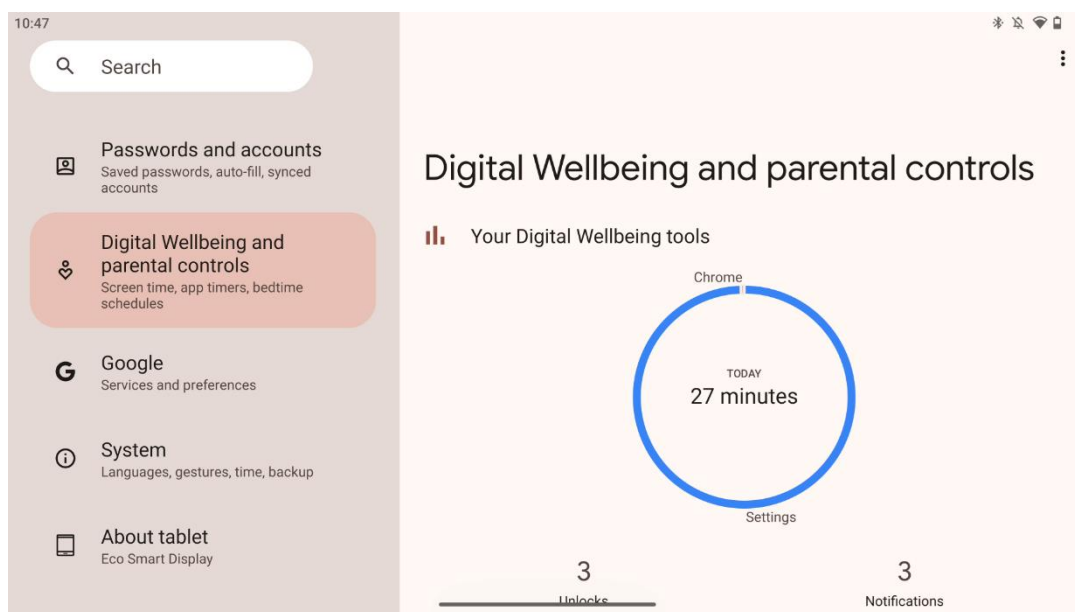 10:47
Search
Passwords and accounts
Saved passwords, auto-fill, synced
accounts
Digital Wellbeing and
parental controls
Screen time, app timers, bedtime
schedules
Google
Services and preferences
System
Languages, gestures, time, backup
About tablet
Eco Smart Display
Digital Wellbeing and parental controls
Your Digital Wellbeing tools
Chrome
TODAY
27 minutes
Settings
3
Unlocks
3
Notifications